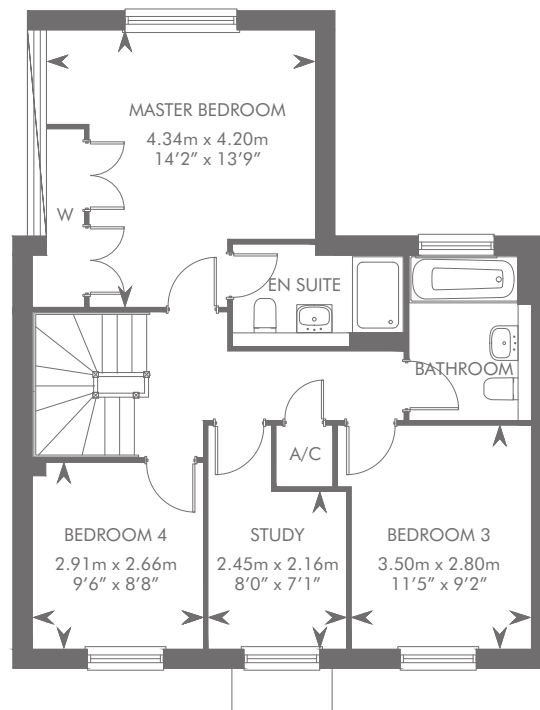 MASTER BEDROOM
4.34m x 4.20m
14’2” x 13’9”
W
EN SUITE
BATHROOM
A/C
BEDROOM 4
2.91m x 2.66m
9’6” x 8’8”
STUDY
2.45m x 2.16m
8’0” x 7’1”
BEDROOM 3
3.50m x 2.80m
11’5” x 9’2”